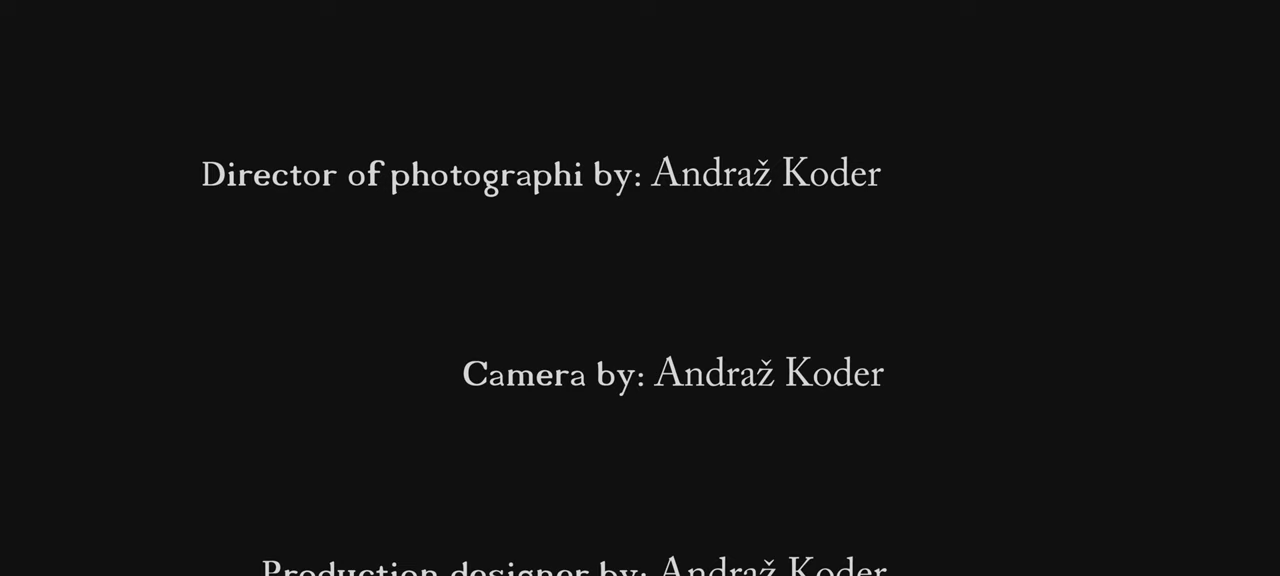 Director of photographi by: Andraž Koder
Camera by: Andraž Koder
Production designer by: Andraž Koder